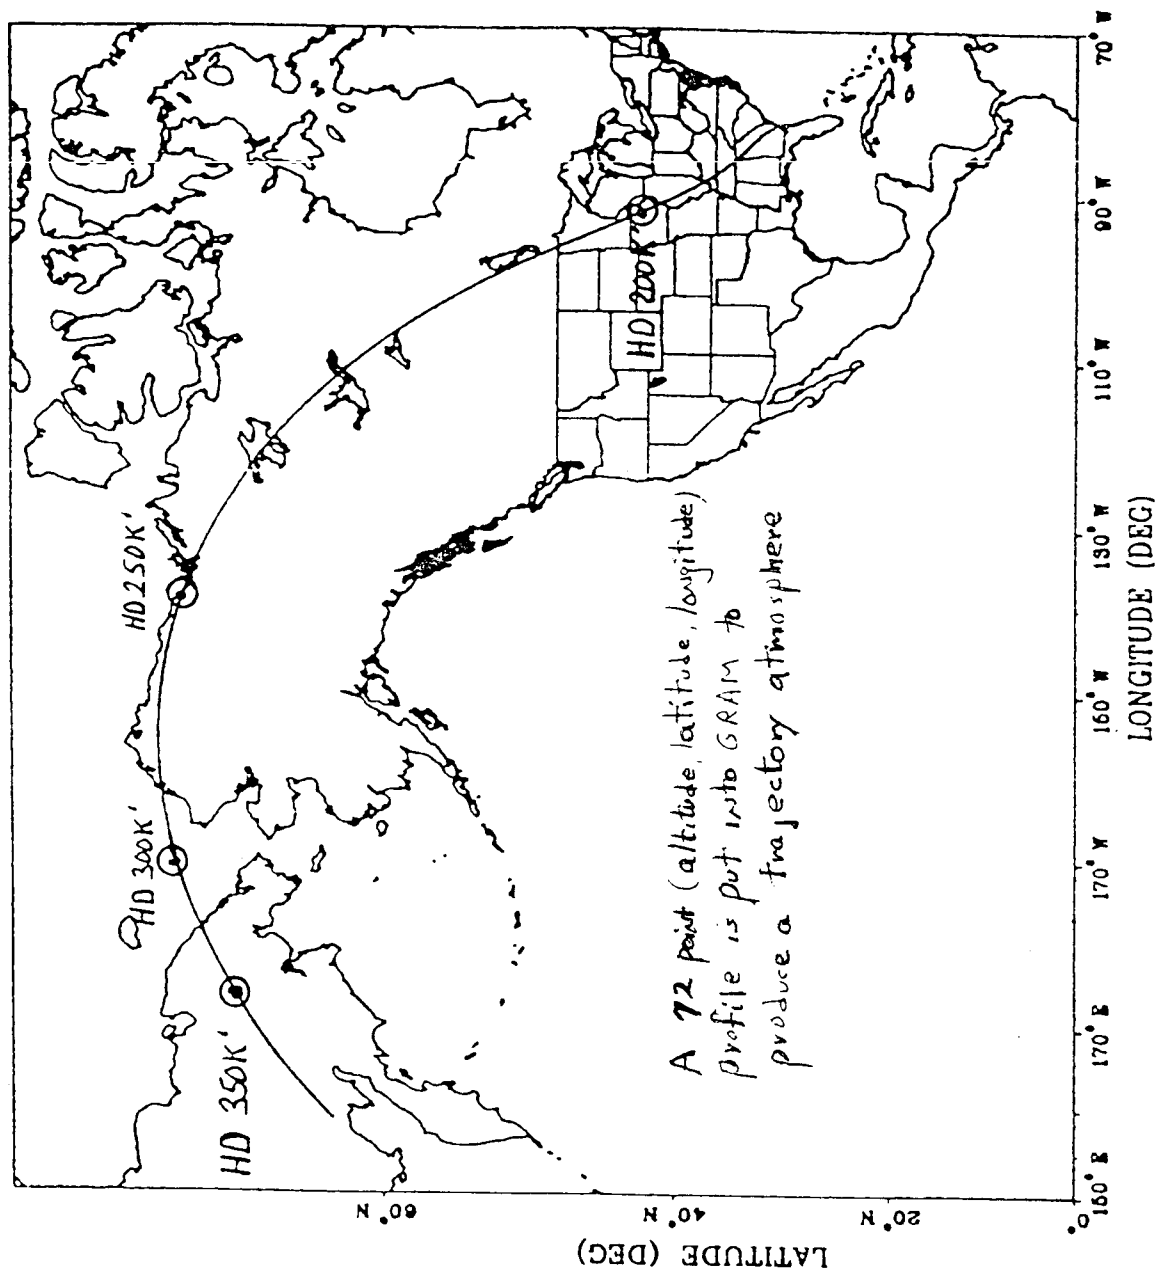 HD 350K'
HD 300K'
HD 250K'
HD 200K'
A 72 point (altitude, latitude, longitude)
profile is put into GRAM to
produce a trajectory atmosphere
LATITUDE (DEG)
60°N
40°N
20°N
0°
150°E
170°E
170°W
150°W
130°W
110°W
90°W
70°W
LONGITUDE (DEG)